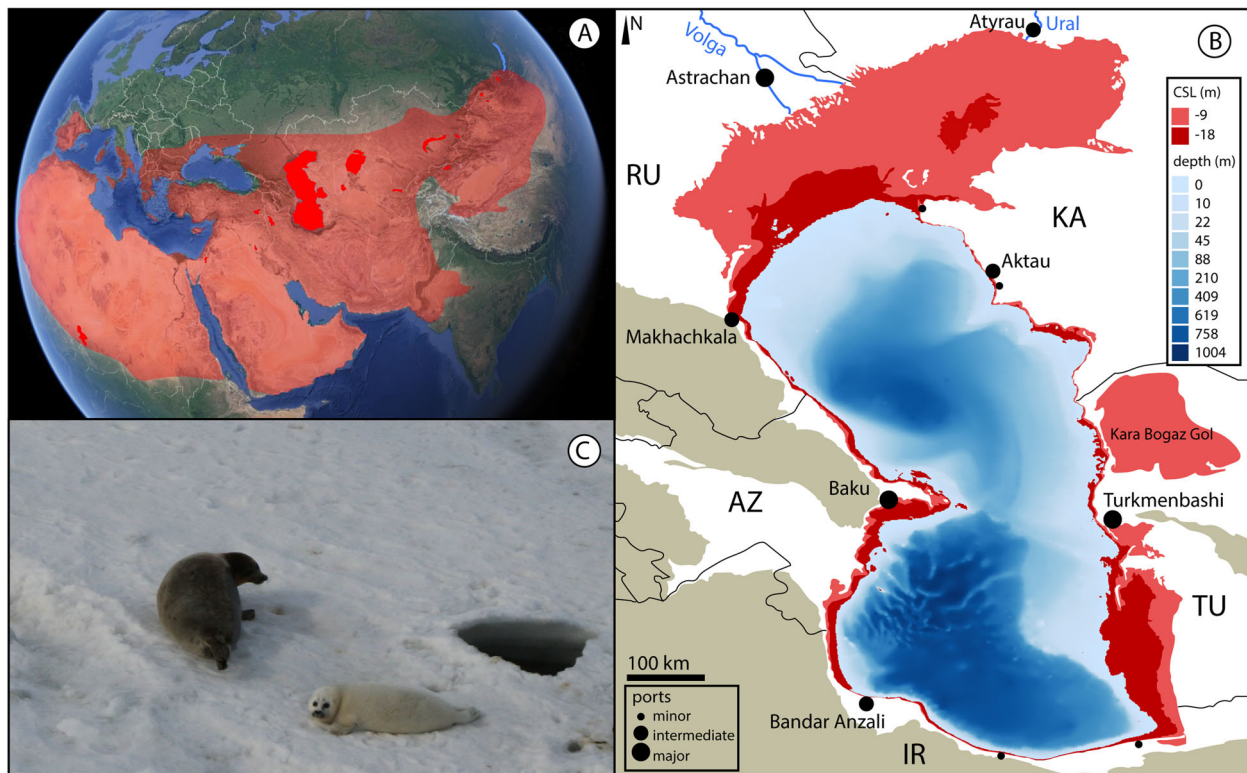 A
C
B
N
Volga
Atyrau
Ural
Astrachan
CSL (m)
-9
-18
depth (m)
0
10
22
45
88
210
409
619
758
1004
RU
KA
Aktau
Makhachkala
Kara Bogaz Gol
Baku
Turkmenbashi
AZ
TU
100 km
ports
minor
intermediate
major
Bandar Anzali
IR